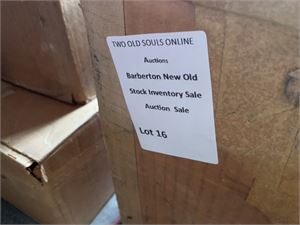 TWO OLD SOULS ONLINE
Auctions
Barberton New Old
Stock Inventory Sale
Auction Sale
Lot 16